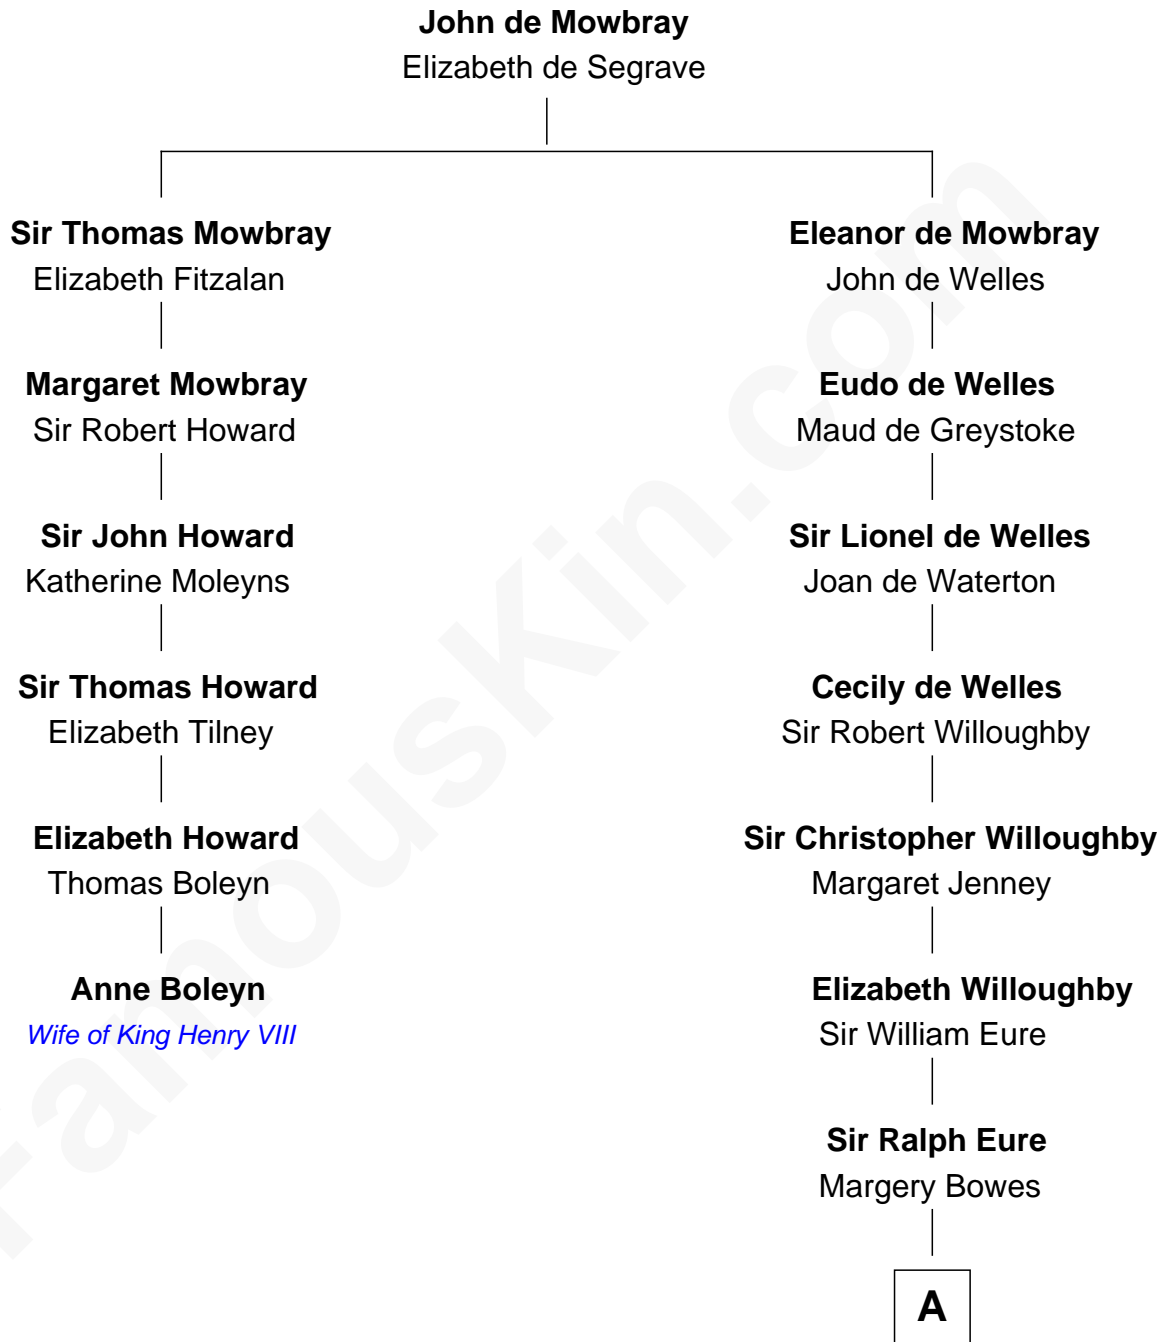 John de Mowbray
Elizabeth de Segrave
Sir Thomas Mowbray
Elizabeth Fitzalan
Eleanor de Mowbray
John de Welles
Margaret Mowbray
Sir Robert Howard
Eudo de Welles
Maud de Greystoke
Sir John Howard
Katherine Moleyns
Sir Lionel de Welles
Joan de Waterton
Sir Thomas Howard
Elizabeth Tilney
Cecily de Welles
Sir Robert Willoughby
Elizabeth Howard
Thomas Boleyn
Sir Christopher Willoughby
Margaret Jenney
Anne Boleyn
Wife of King Henry VIII
Elizabeth Willoughby
Sir William Eure
Sir Ralph Eure
Margery Bowes
A
FamousKin.com